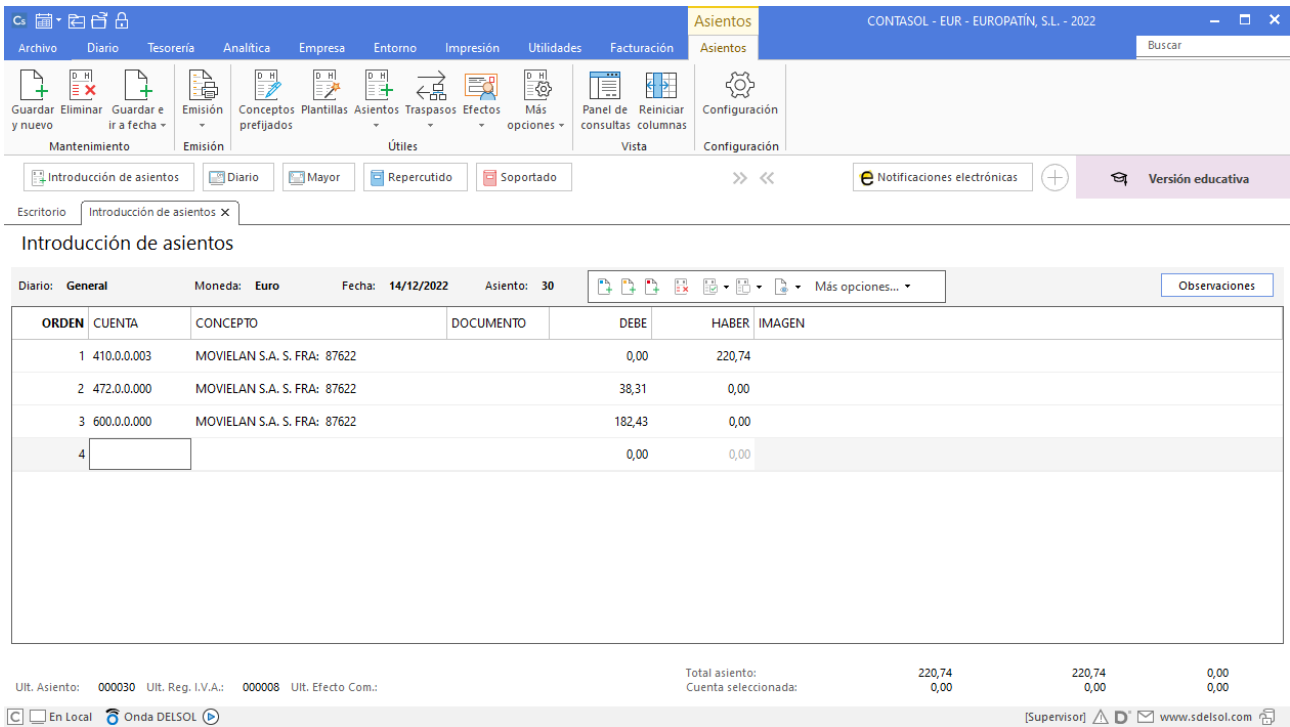 Cs
Asientos
CONTASOL - EUR - EUROPATÍN, S.L. - 2022
Archivo Diario Tesorería Analítica Empresa Entorno Impresión Utilidades Facturación Asientos Buscar
D H D H D H D H D H
Guardar y nuevo Eliminar Guardar e ir a fecha Emisión Conceptos prefijados Plantillas Asientos Traspasos Efectos Más opciones Panel de consultas Reiniciar columnas Configuración
Mantenimiento Emisión Útiles Vista Configuración
Introducción de asientos Diario Mayor Repercutido Soportado >> << e Notificaciones electrónicas Versión educativa
Escritorio Introducción de asientos X
Introducción de asientos
Diario: General Moneda: Euro Fecha: 14/12/2022 Asiento: 30 Más opciones... Observaciones
ORDEN CUENTA CONCEPTO DOCUMENTO DEBE HABER IMAGEN
1 410.0.0.003 MOVIELAN S.A. S. FRA: 87622 0,00 220,74
2 472.0.0.000 MOVIELAN S.A. S. FRA: 87622 38,31 0,00
3 600.0.0.000 MOVIELAN S.A. S. FRA: 87622 182,43 0,00
4 0,00 0,00
Total asiento: 220,74 220,74 0,00
Ult. Asiento: 000030 Ult. Reg. I.V.A.: 000008 Ult. Efecto Com.: Cuenta seleccionada: 0,00 0,00 0,00
C En Local Onda DELSOL [Supervisor] D www.sdelsol.com